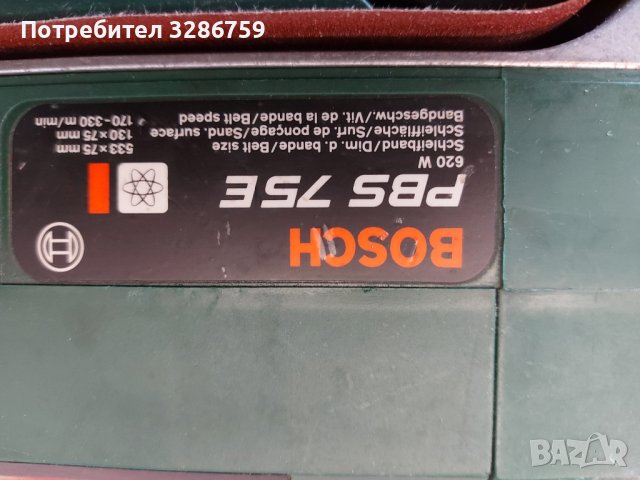 Потребител 3286759
BOSCH
PBS 75E
620 W
Schleifband/Dim. d. bande/Belt size 533×75 mm
Schleiffläche/Surf. de ponçage/Sand. surface 130×75 mm
Bandgeschw./Vit. de la bande/Belt speed 170-330 m/min
BAZAR